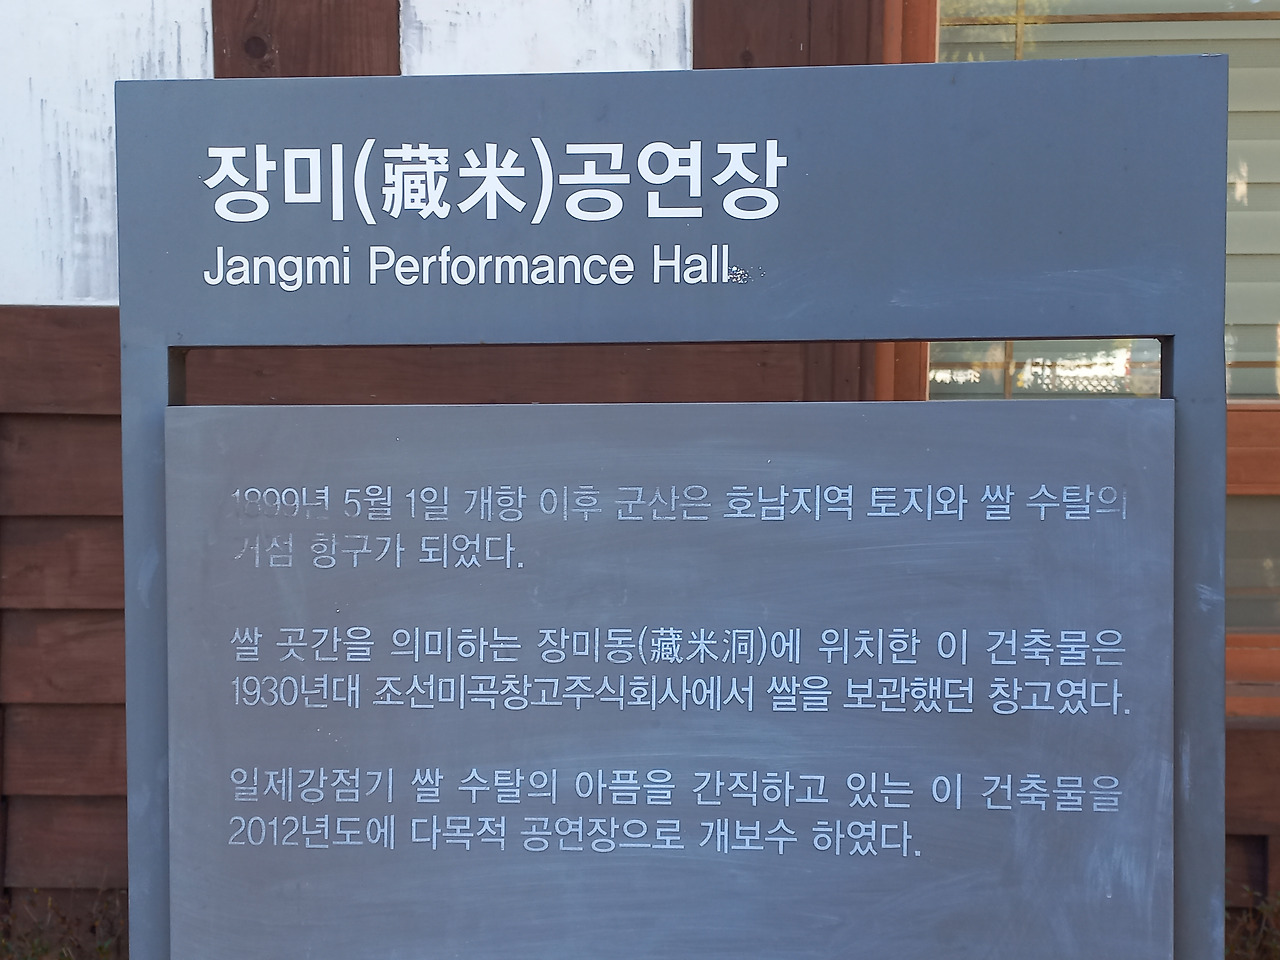 장미(藏米)공연장
Jangmi Performance Hall
1899년 5월 1일 개항 이후 군산은 호남지역 토지와 쌀 수탈의
거점 항구가 되었다.
쌀 곳간을 의미하는 장미동(藏米洞)에 위치한 이 건축물은
1930년대 조선미곡창고주식회사에서 쌀을 보관했던 창고였다.
일제강점기 쌀 수탈의 아픔을 간직하고 있는 이 건축물을
2012년도에 다목적 공연장으로 개보수 하였다.